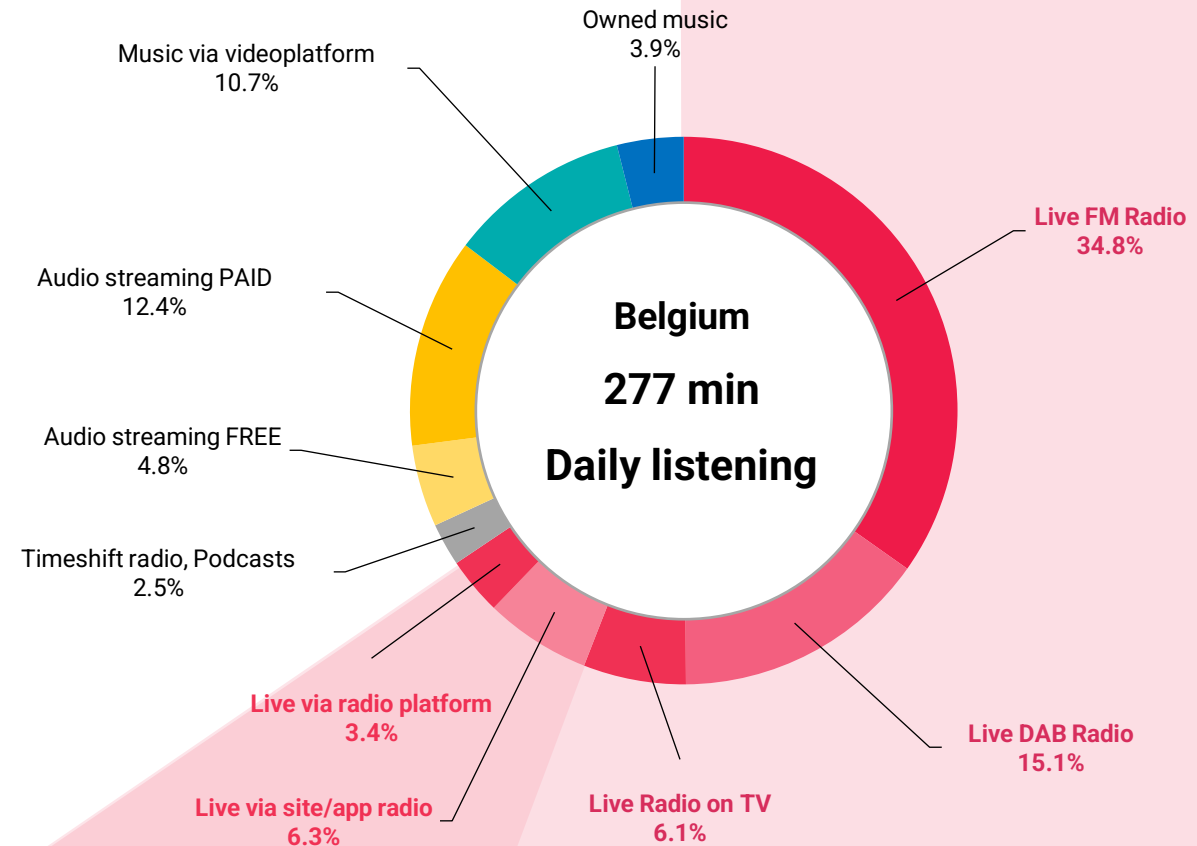 Owned music
3.9%
Music via videoplatform
10.7%
Live FM Radio
34.8%
Audio streaming PAID
12.4%
Belgium
277 min
Daily listening
Audio streaming FREE
4.8%
Timeshift radio, Podcasts
2.5%
Live via radio platform
3.4%
Live DAB Radio
15.1%
Live via site/app radio
6.3%
Live Radio on TV
6.1%